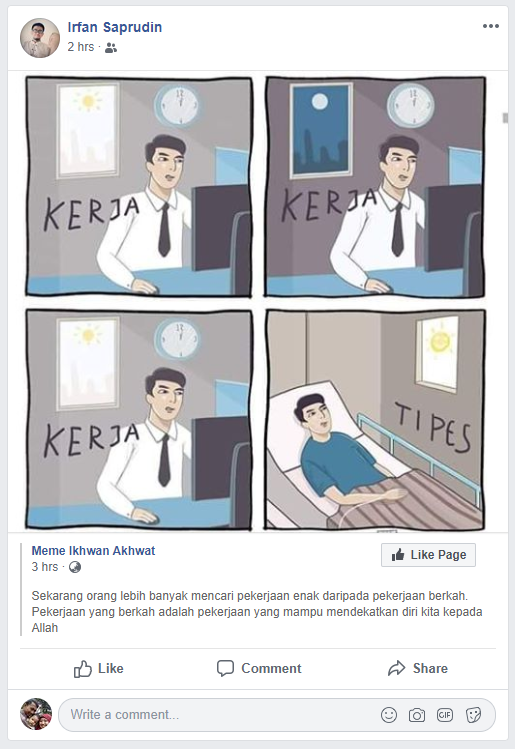 Irfan Saprudin
2 hrs ·
KERJA
KERJA
KERJA
TIPES
Meme Ikhwan Akhwat
3 hrs ·
Like Page
Sekarang orang lebih banyak mencari pekerjaan enak daripada pekerjaan berkah.
Pekerjaan yang berkah adalah pekerjaan yang mampu mendekatkan diri kita kepada
Allah
Like
Comment
Share
Write a comment...
GIF